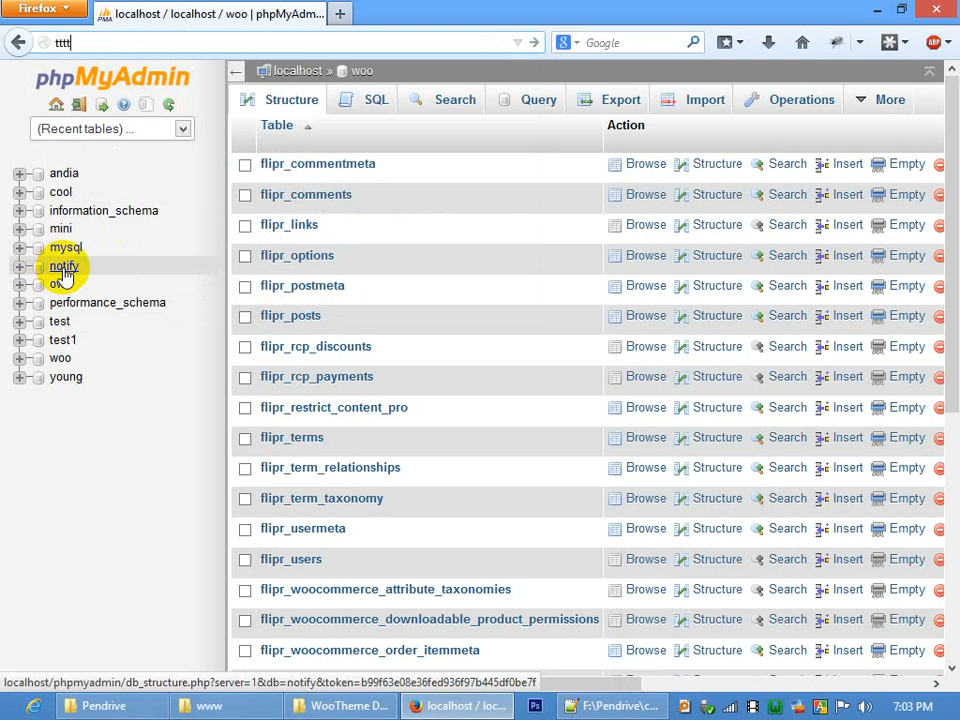 Firefox
localhost / localhost / woo | phpMyAdm...
tttt
Google
phpMyAdmin
(Recent tables) ...
andia
cool
information_schema
mini
mysql
notify
performance_schema
test
test1
woo
young
localhost » woo
Structure SQL Search Query Export Import Operations More
Table Action
flipr_commentmeta Browse Structure Search Insert Empty
flipr_comments Browse Structure Search Insert Empty
flipr_links Browse Structure Search Insert Empty
flipr_options Browse Structure Search Insert Empty
flipr_postmeta Browse Structure Search Insert Empty
flipr_posts Browse Structure Search Insert Empty
flipr_rcp_discounts Browse Structure Search Insert Empty
flipr_rcp_payments Browse Structure Search Insert Empty
flipr_restrict_content_pro Browse Structure Search Insert Empty
flipr_terms Browse Structure Search Insert Empty
flipr_term_relationships Browse Structure Search Insert Empty
flipr_term_taxonomy Browse Structure Search Insert Empty
flipr_usermeta Browse Structure Search Insert Empty
flipr_users Browse Structure Search Insert Empty
flipr_woocommerce_attribute_taxonomies Browse Structure Search Insert Empty
flipr_woocommerce_downloadable_product_permissions Browse Structure Search Insert Empty
flipr_woocommerce_order_itemmeta Browse Structure Search Insert Empty
localhost/phpmyadmin/db_structure.php?server=1&db=notify&token=b99f63e08e36fed936f97b445df0be7f
Pendrive www WooTheme D... localhost / loc... Ps F:\Pendrive\c... 7:03 PM